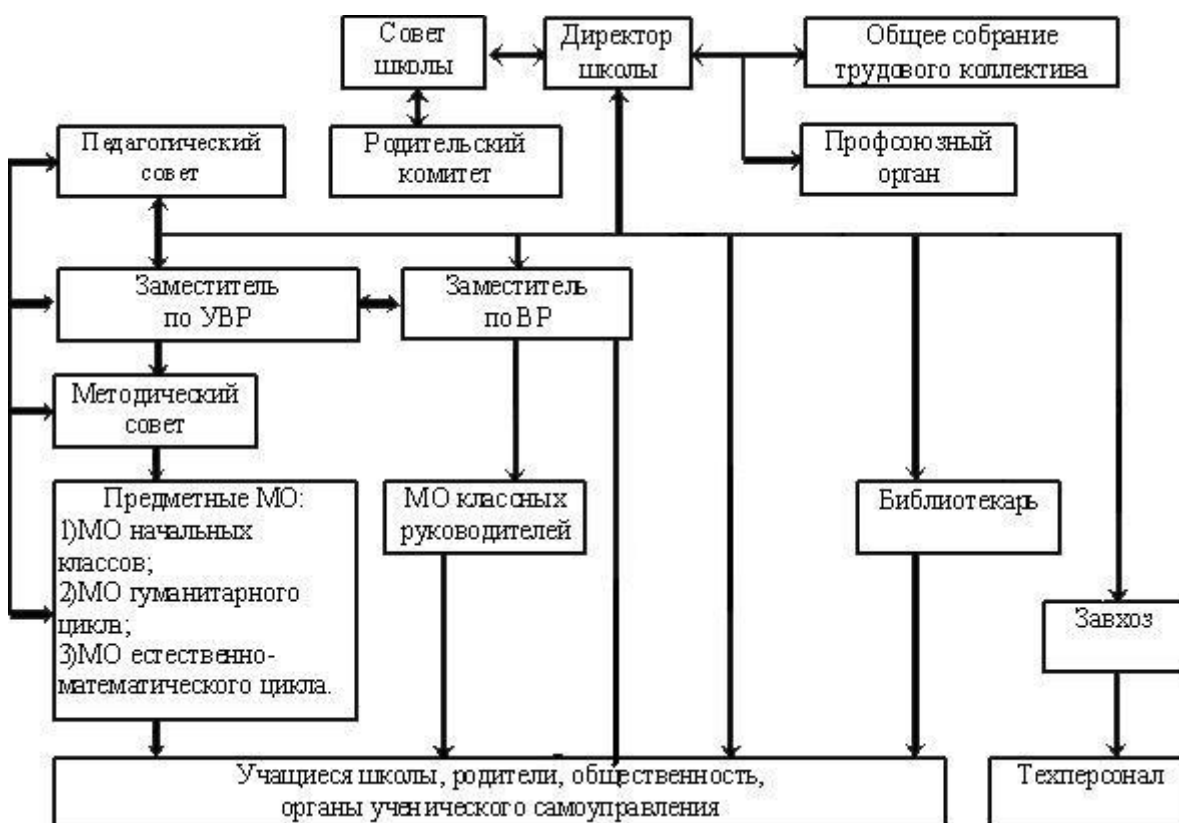 Совет
школы
Директор
школы
Общее собрание
трудового коллектива
Педагогический
совет
Родительский
комитет
Профсоюзный
орган
Заместитель
по УВР
Заместитель
по ВР
Методический
совет
Предметные МО:
1)МО начальных
классов;
2)МО гуманитарного
цикла;
3)МО естественно-
математического цикла.
МО классных
руководителей
Библиотекарь
Завхоз
Учащиеся школы, родители, общественность,
органы ученического самоуправления
Техперсонал